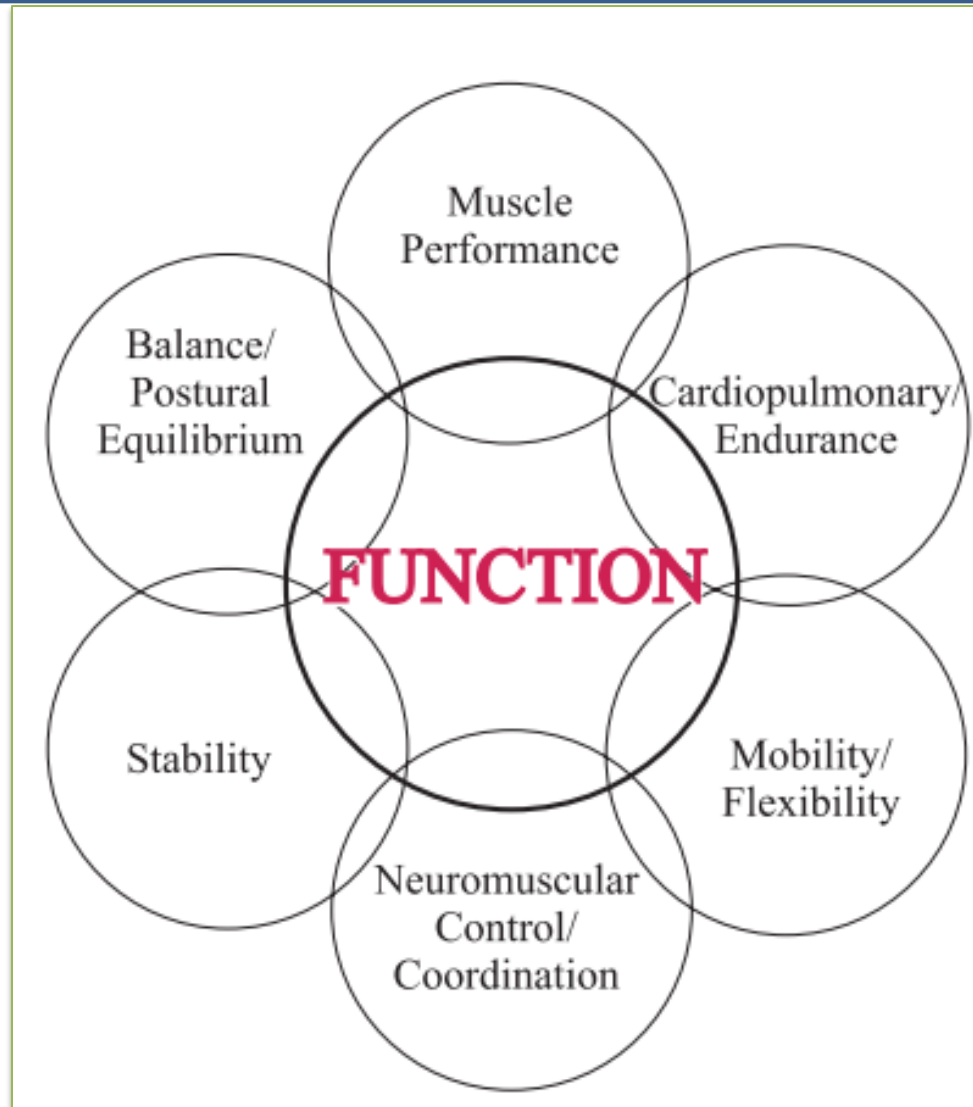 Muscle
Performance
Balance/
Postural
Equilibrium
Cardiopulmonary/
Endurance
FUNCTION
Stability
Mobility/
Flexibility
Neuromuscular
Control/
Coordination